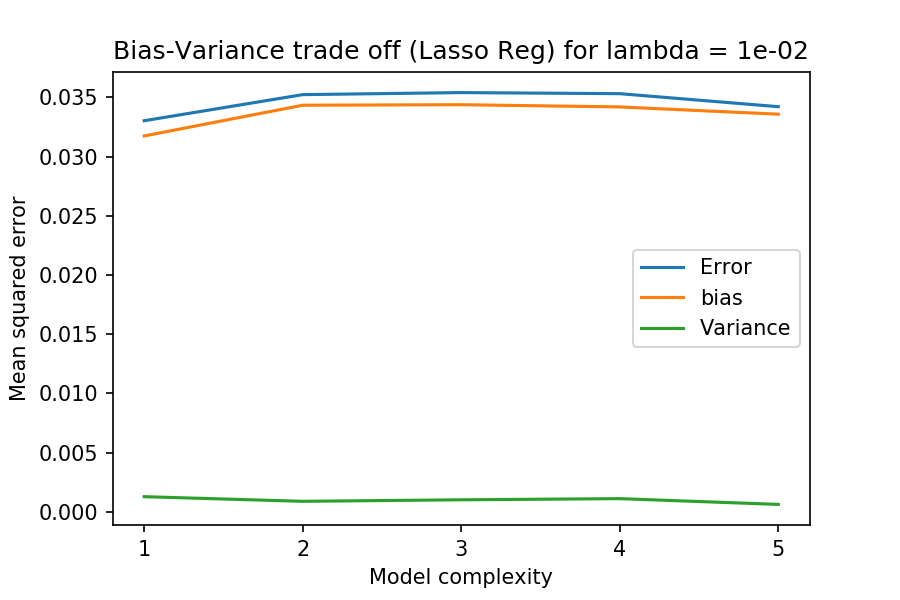 Bias-Variance trade off (Lasso Reg) for lambda = 1e-02
Mean squared error
0.035
0.030
0.025
0.020
0.015
0.010
0.005
0.000
Error
bias
Variance
1 2 3 4 5
Model complexity